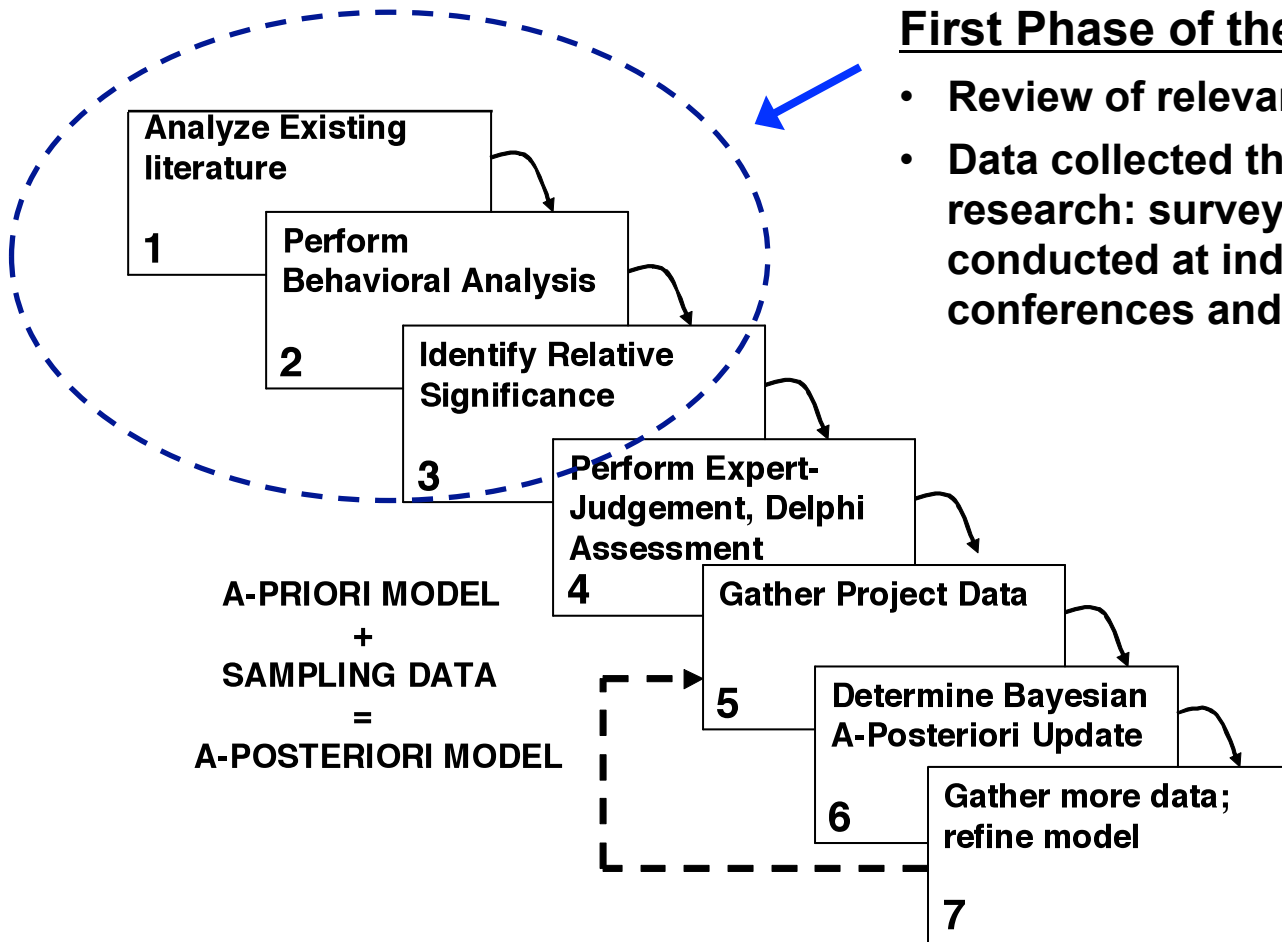 First Phase of the
• Review of relevan
• Data collected th
research: survey
conducted at ind
conferences and
Analyze Existing
literature
1
Perform
Behavioral Analysis
2
Identify Relative
Significance
3
Perform Expert-
Judgement, Delphi
Assessment
4
Gather Project Data
5
Determine Bayesian
A-Posteriori Update
6
Gather more data;
refine model
7
A-PRIORI MODEL
+
SAMPLING DATA
=
A-POSTERIORI MODEL